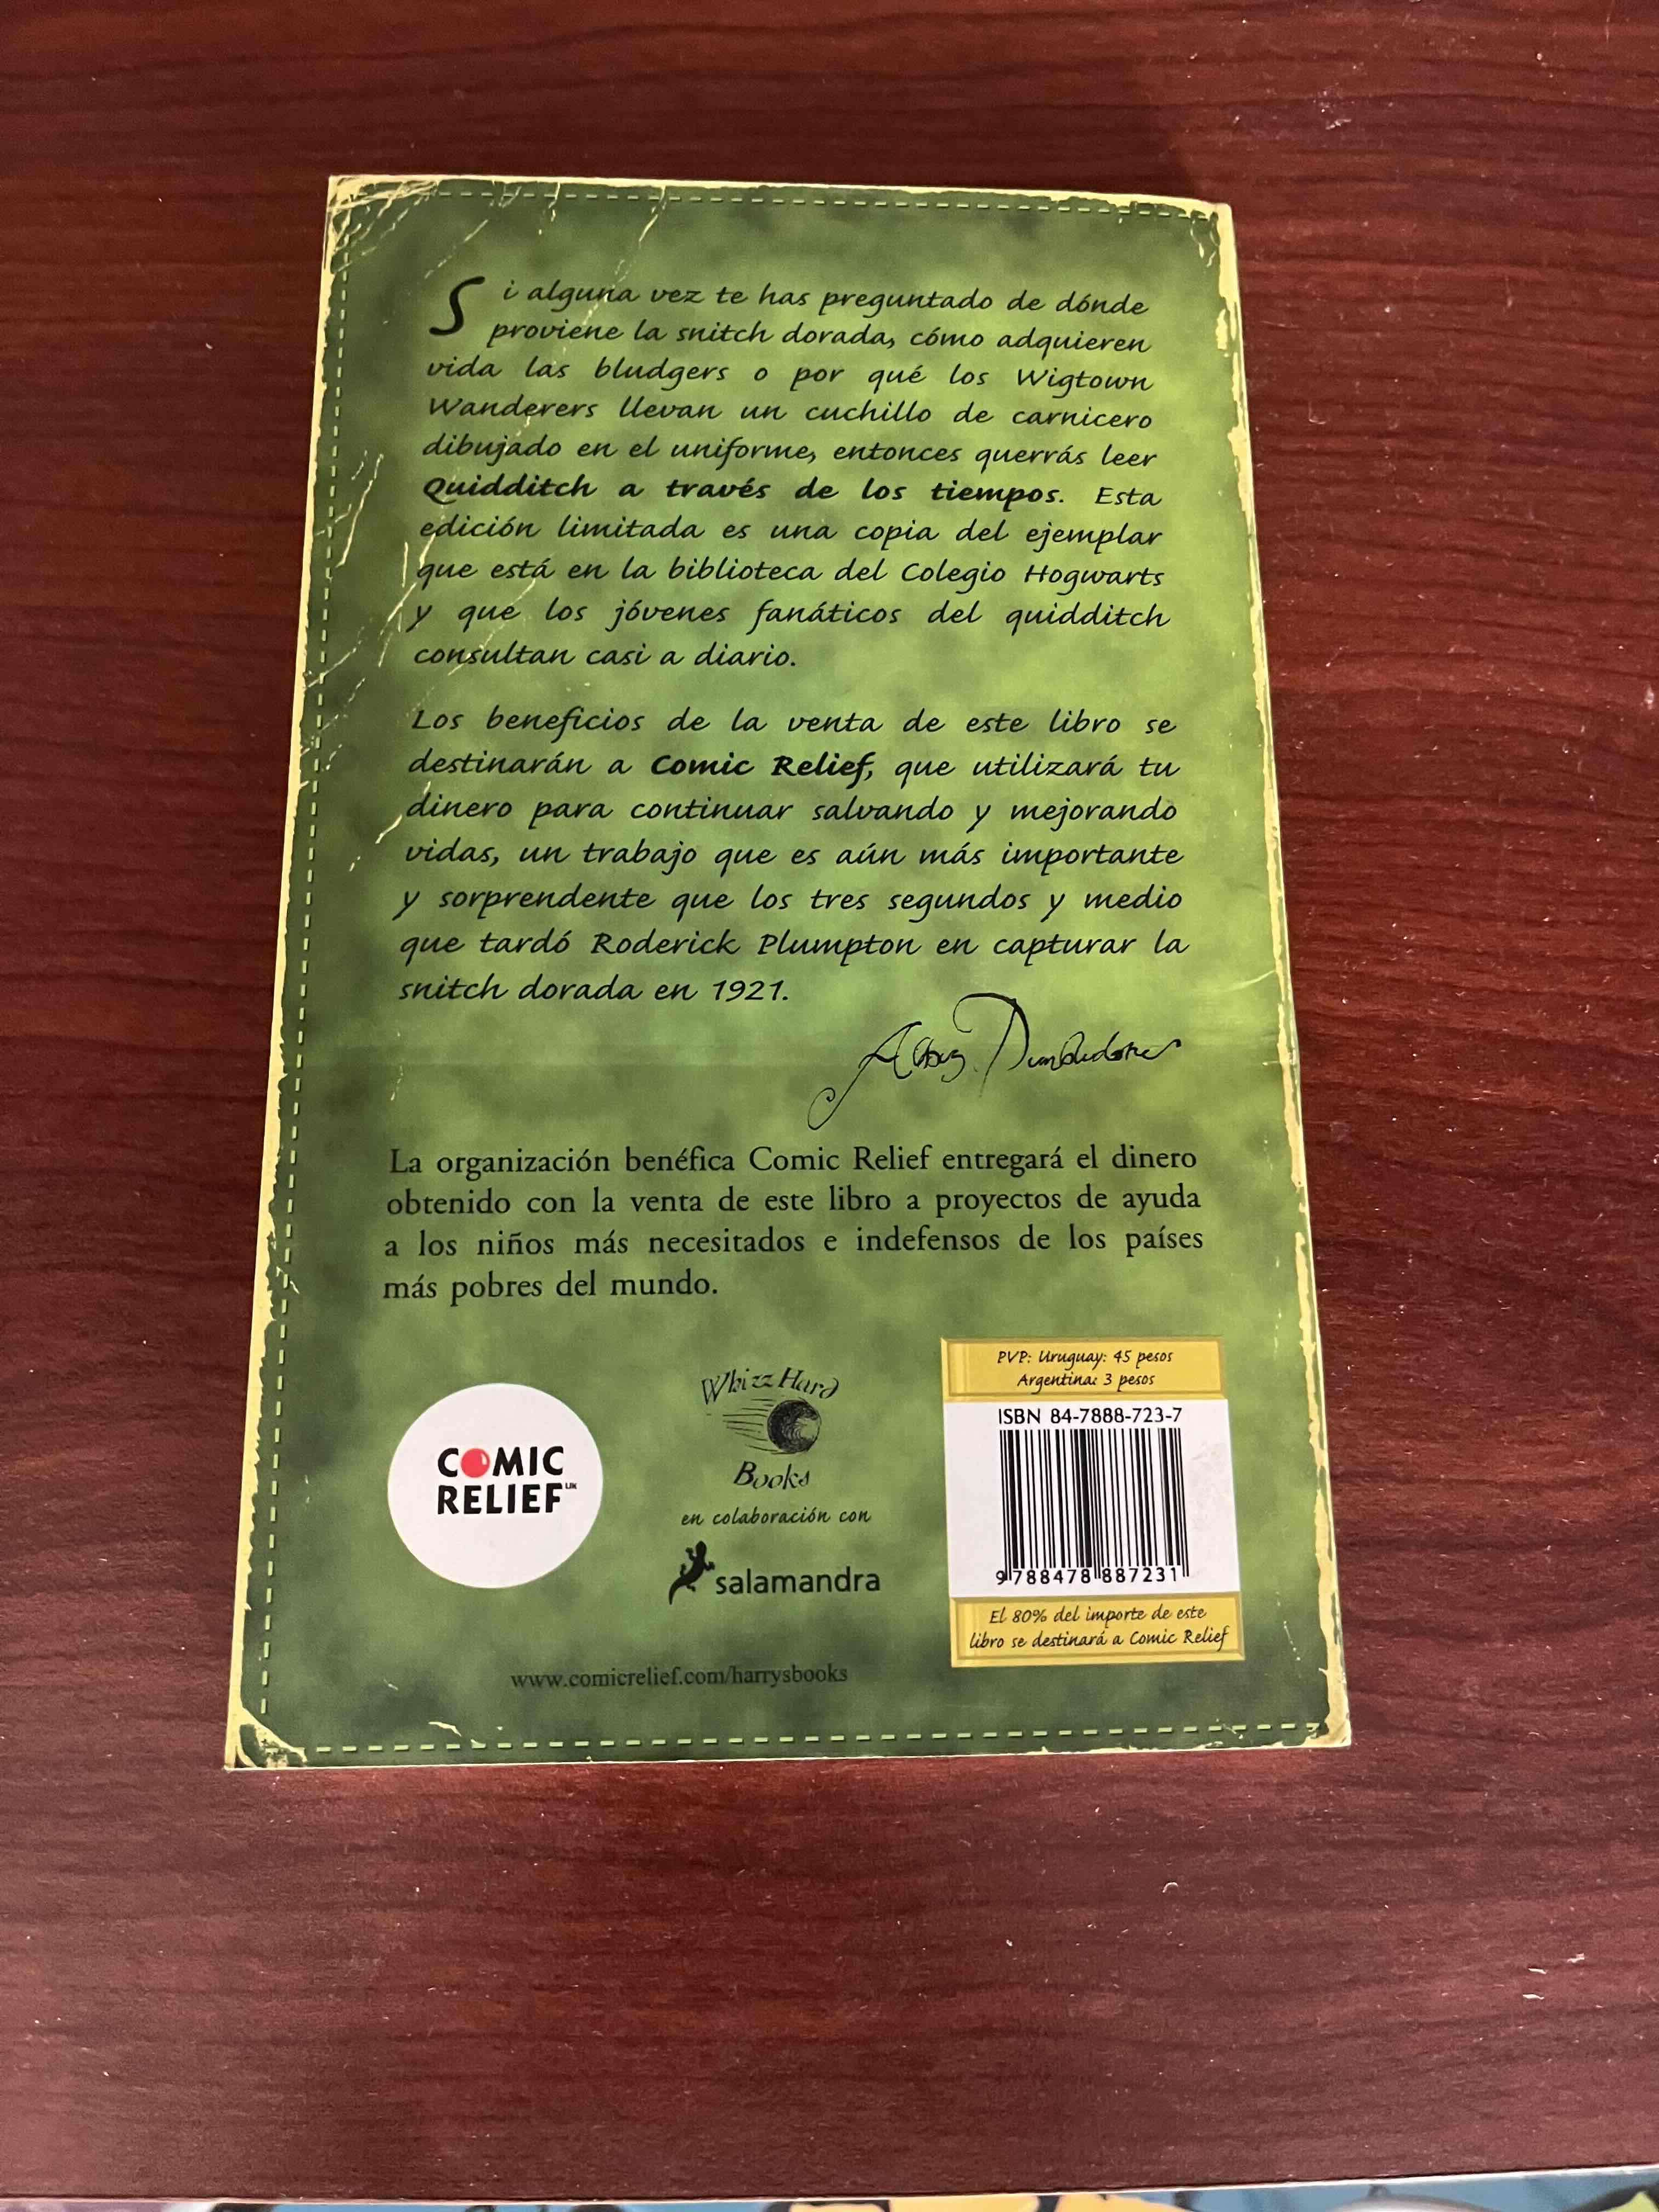 Si alguna vez te has preguntado de dónde
proviene la snitch dorada, cómo adquieren
vida las bludgers o por qué los Wigtown
Wanderers llevan un cuchillo de carnicero
dibujado en el uniforme, entonces querrás leer
Quidditch a través de los tiempos. Esta
edición limitada es una copia del ejemplar
que está en la biblioteca del Colegio Hogwarts
y que los jóvenes fanáticos del quidditch
consultan casi a diario.
Los beneficios de la venta de este libro se
destinarán a Comic Relief, que utilizará tu
dinero para continuar salvando y mejorando
vidas, un trabajo que es aún más importante
y sorprendente que los tres segundos y medio
que tardó Roderick Plumpton en capturar la
snitch dorada en 1921.
Albus Dumbledore
La organización benéfica Comic Relief entregará el dinero
obtenido con la venta de este libro a proyectos de ayuda
a los niños más necesitados e indefensos de los países
más pobres del mundo.
COMIC
RELIEF UK
Whizz Hard
Books
en colaboración con
salamandra
www.comicrelief.com/harrysbooks
PVP: Uruguay: 45 pesos
Argentina: 3 pesos
ISBN 84-7888-723-7
9 788478 887231
El 80% del importe de este
libro se destinará a Comic Relief